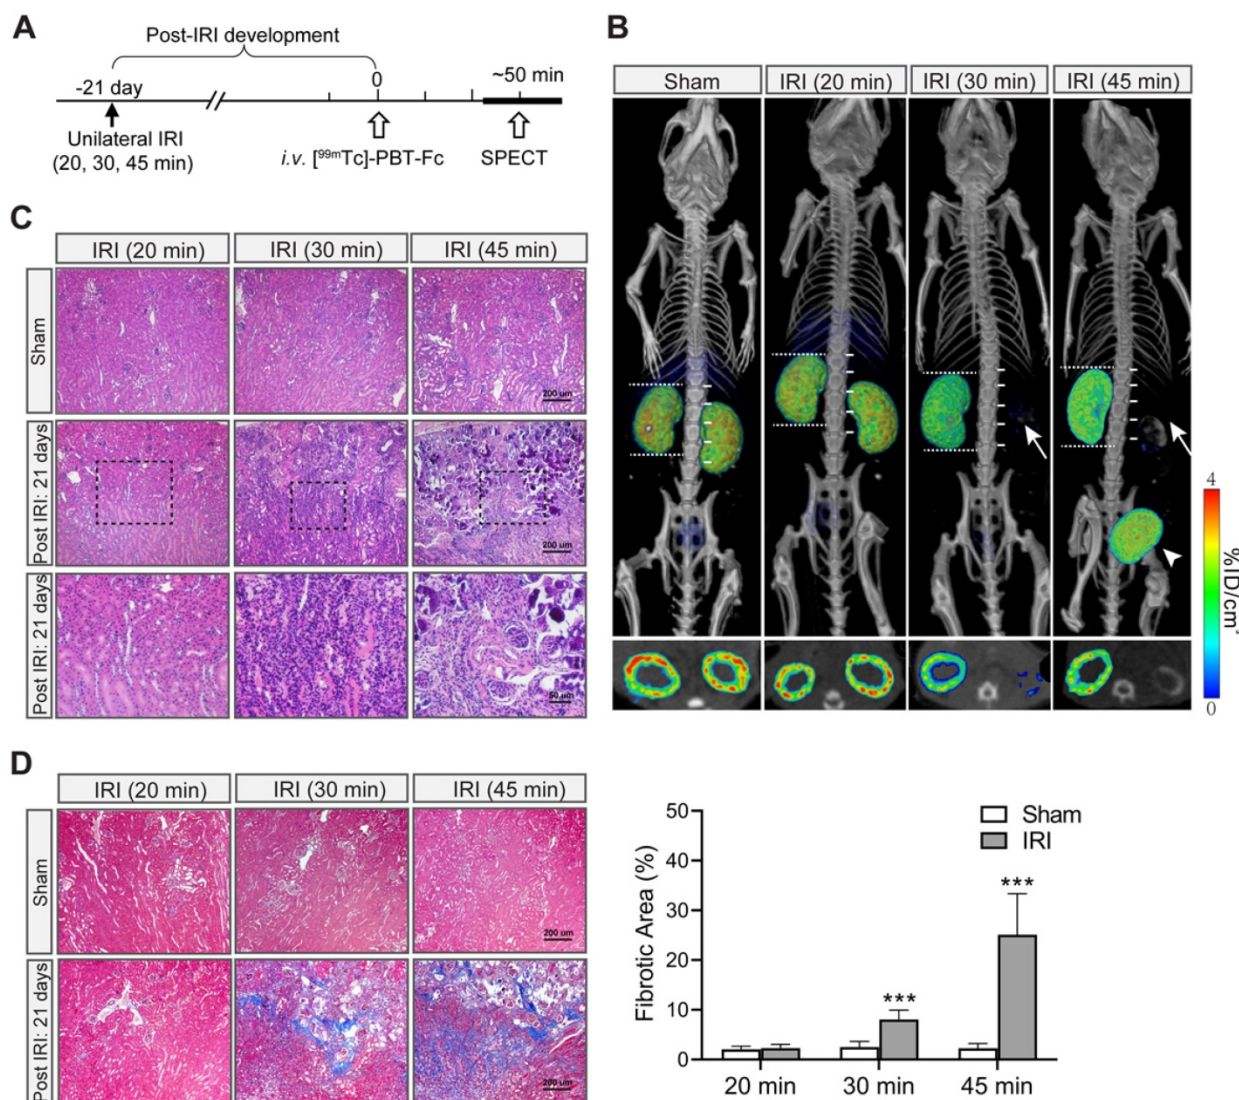 A
Post-IRI development
-21 day
0
~50 min
Unilateral IRI
(20, 30, 45 min)
i.v. [99mTc]-PBT-Fc
SPECT
B
Sham
IRI (20 min)
IRI (30 min)
IRI (45 min)
4
%ID/cm³
0
C
IRI (20 min)
IRI (30 min)
IRI (45 min)
Sham
200 um
Post IRI: 21 days
200 um
Post IRI: 21 days
50 um
D
IRI (20 min)
IRI (30 min)
IRI (45 min)
Sham
200 um
Post IRI: 21 days
200 um
Fibrotic Area (%)
50
40
30
20
10
0
Sham
IRI
***
***
20 min
30 min
45 min